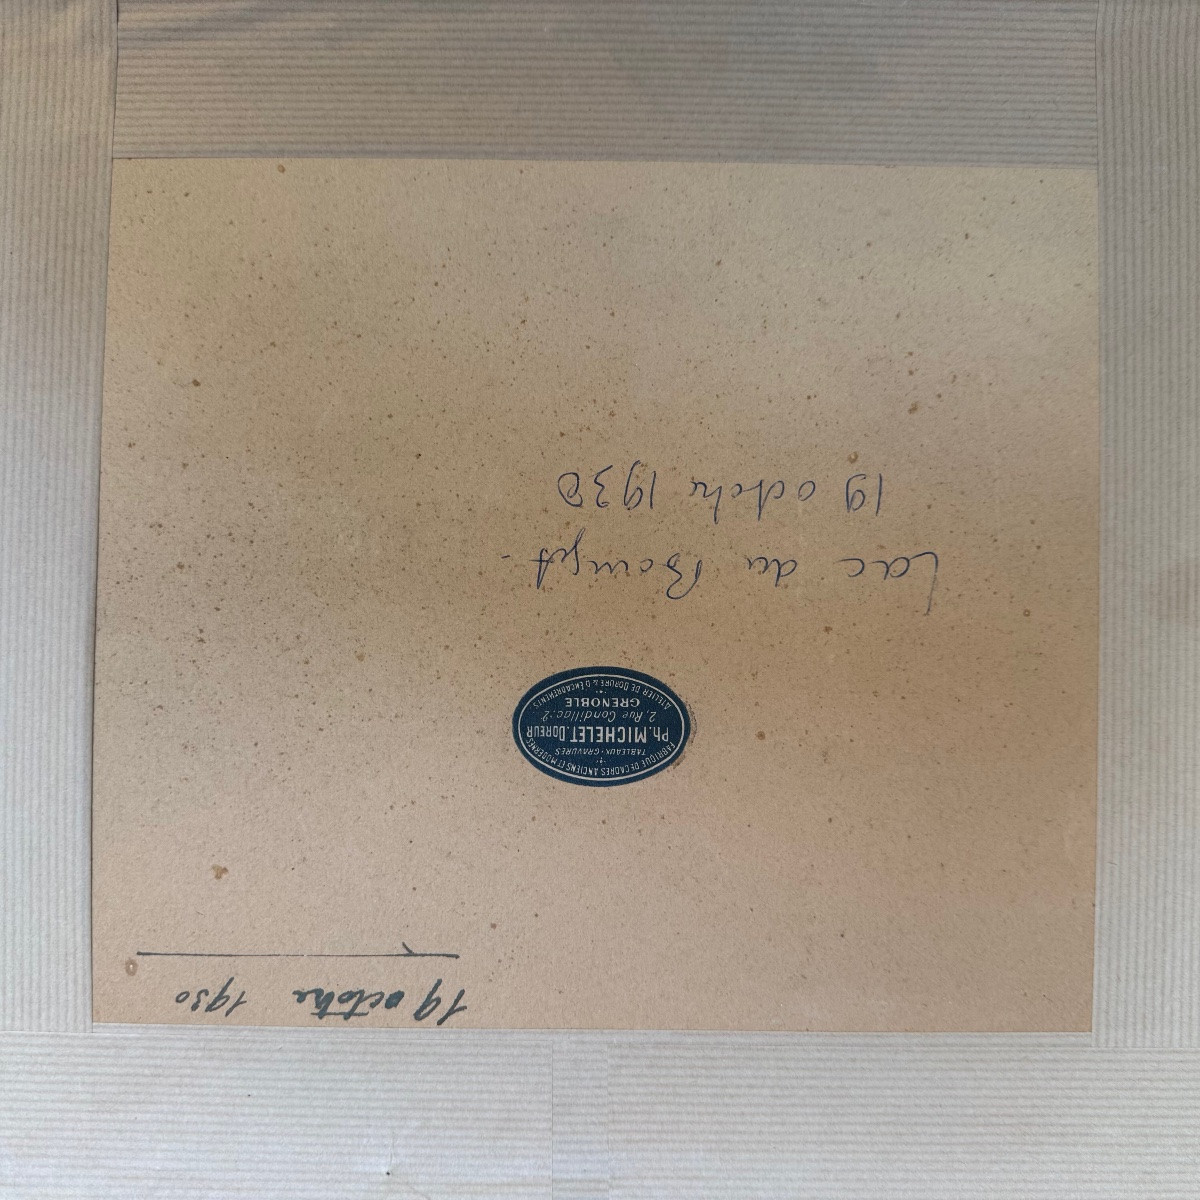 19 octobre 1930
FABRIQUE DE CADRES ANCIENS ET MODERNES
TABLEAUX - GRAVURES
Ph. MICHELET. DOREUR
2, Rue Condillac. 2
GRENOBLE
ATELIER DE DORURE & D'ENCADREMENTS
Lac du Bourget -
19 octobre 1930